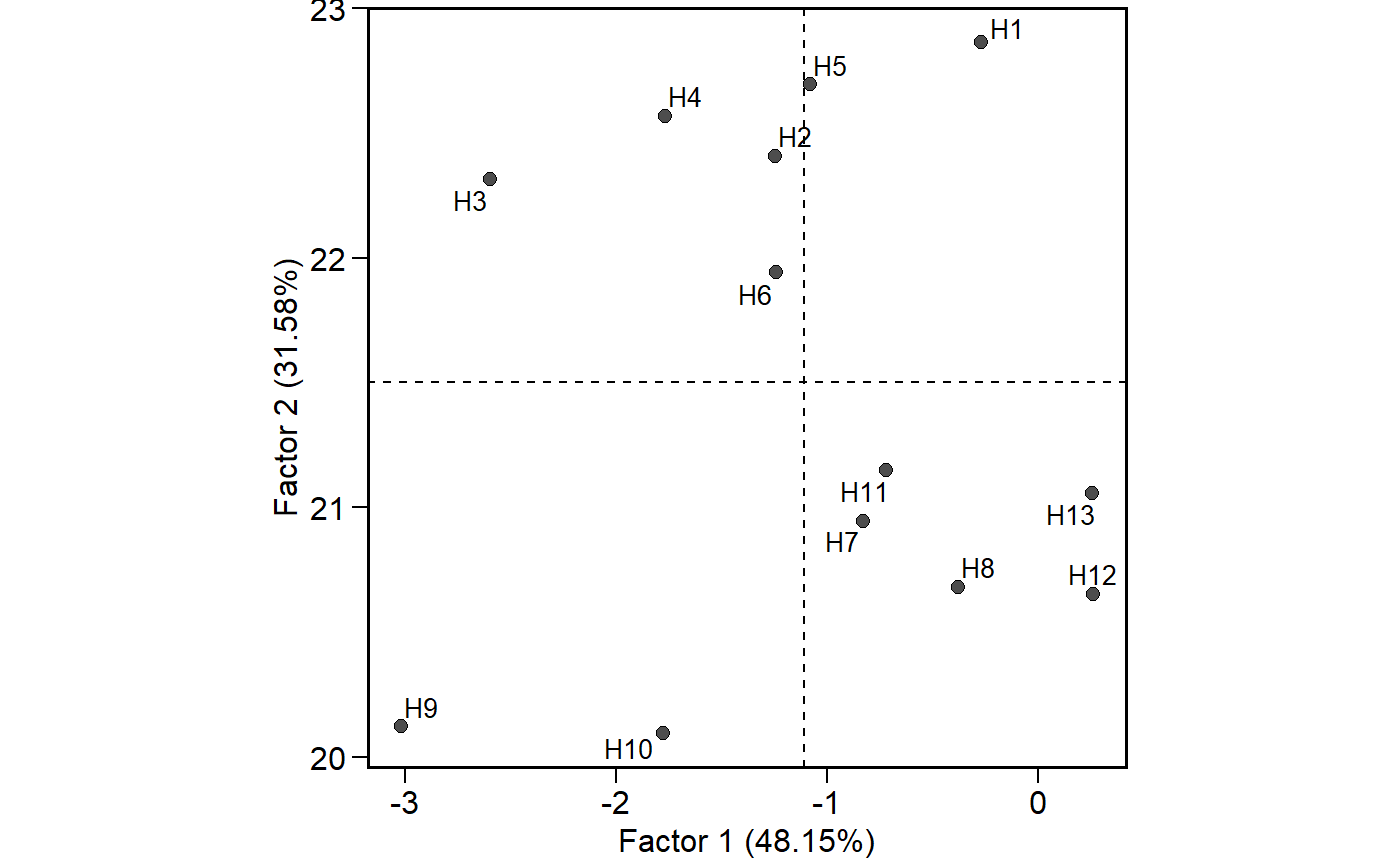 23
H1
H5
H4
H2
H3
22
H6
Factor 2 (31.58%)
H11
21
H13
H7
H8
H12
H9
H10
20
-3 -2 -1 0
Factor 1 (48.15%)